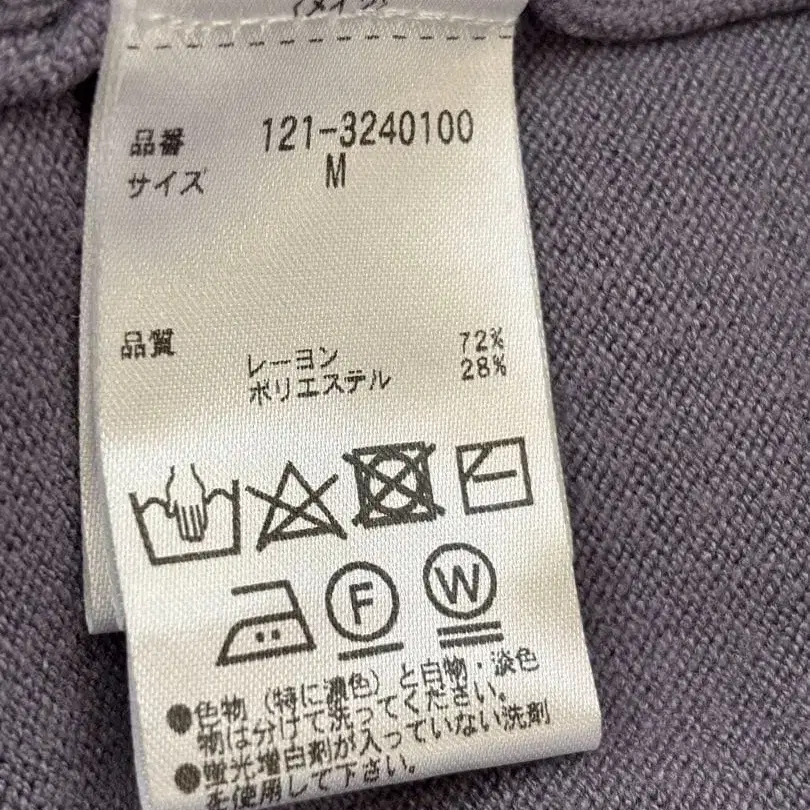 品番 121-3240100
サイズ M
品質
レーヨン 72%
ポリエステル 28%
F
W
●色物(特に濃色)と白物・淡色
物は分けて洗ってください。
●蛍光増白剤が入っていない洗剤
を使用して下さい。